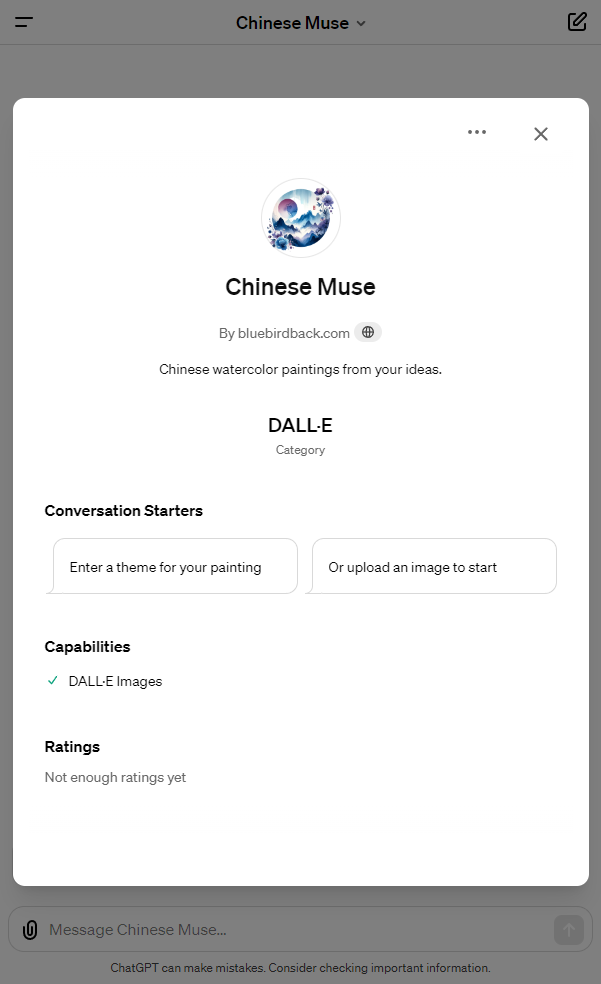 Chinese Muse
Chinese Muse
By bluebirdback.com
Chinese watercolor paintings from your ideas.
DALL·E
Category
Conversation Starters
Enter a theme for your painting
Or upload an image to start
Capabilities
DALL·E Images
Ratings
Not enough ratings yet
Message Chinese Muse...
ChatGPT can make mistakes. Consider checking important information.